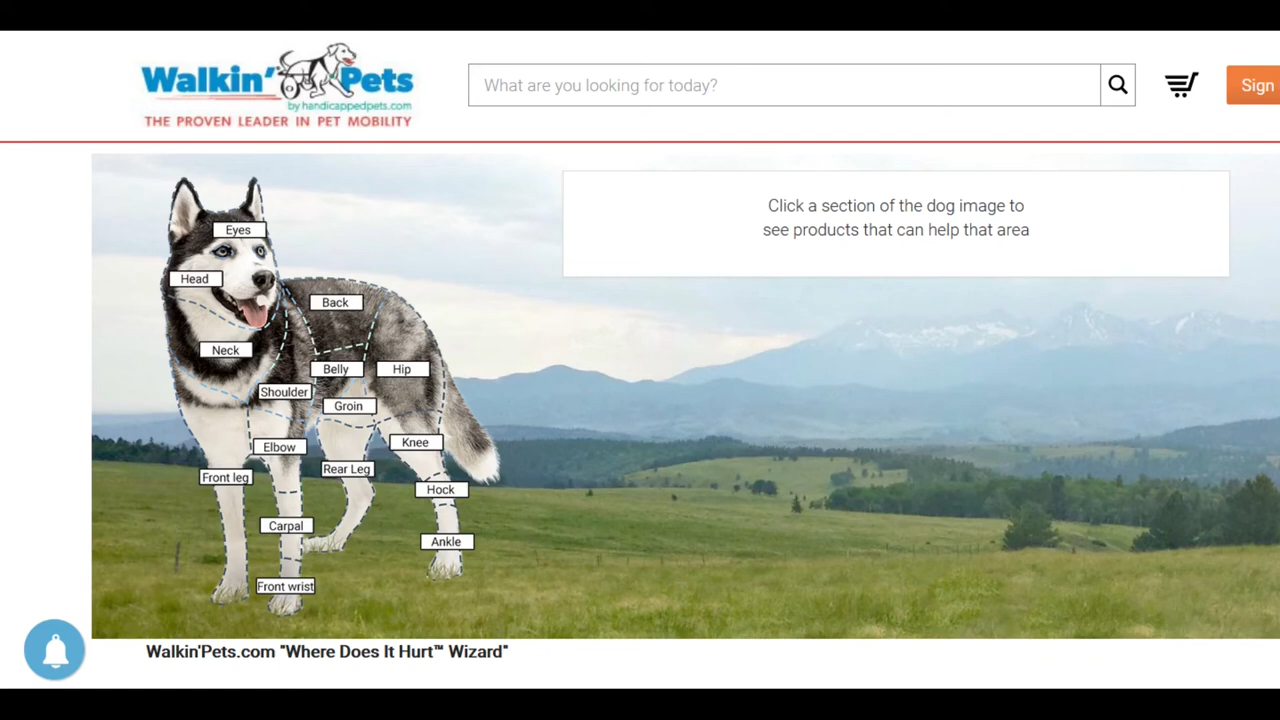 Walkin' Pets
by handicappedpets.com
THE PROVEN LEADER IN PET MOBILITY
What are you looking for today?
Sign
Click a section of the dog image to
see products that can help that area
Eyes
Head
Back
Neck
Belly
Hip
Shoulder
Groin
Elbow
Knee
Front leg
Rear Leg
Hock
Carpal
Ankle
Front wrist
Walkin'Pets.com "Where Does It Hurt™ Wizard"